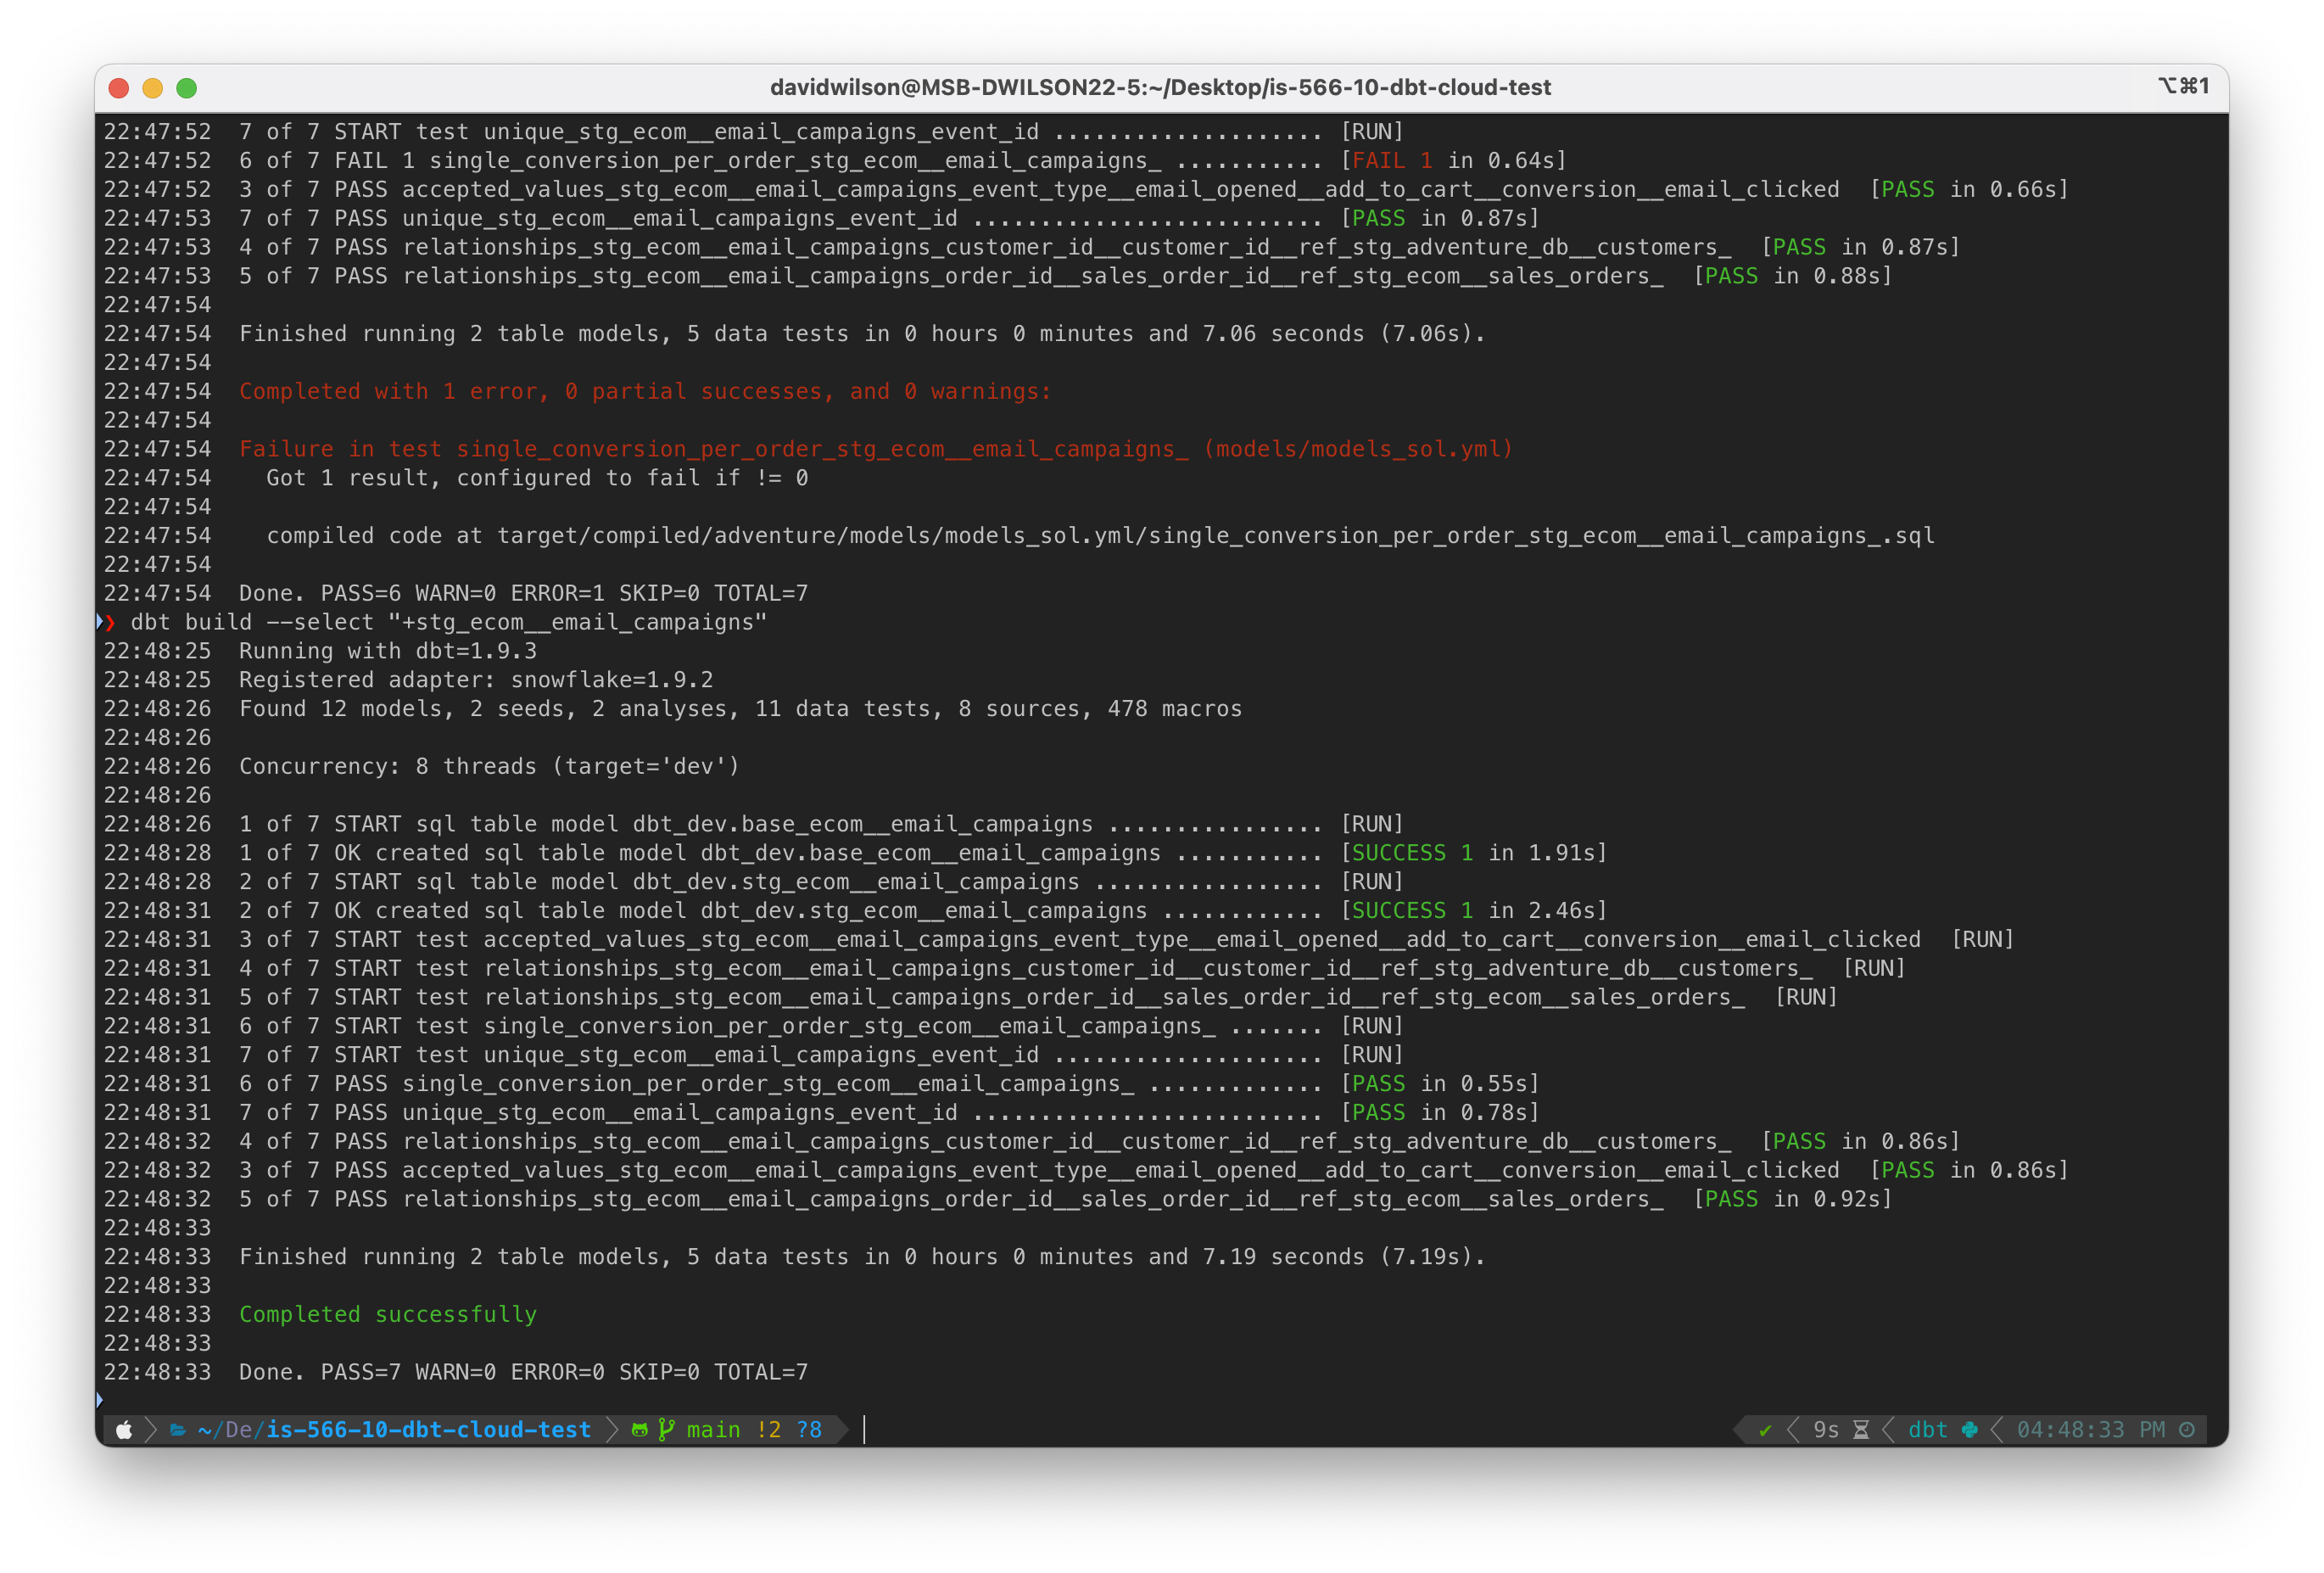 davidwilson@MSB-DWILSON22-5:~/Desktop/is-566-10-dbt-cloud-test ⌥⌘1
22:47:52  7 of 7 START test unique_stg_ecom__email_campaigns_event_id .................... [RUN]
22:47:52  6 of 7 FAIL 1 single_conversion_per_order_stg_ecom__email_campaigns_ ........... [FAIL 1 in 0.64s]
22:47:52  3 of 7 PASS accepted_values_stg_ecom__email_campaigns_event_type__email_opened__add_to_cart__conversion__email_clicked  [PASS in 0.66s]
22:47:53  7 of 7 PASS unique_stg_ecom__email_campaigns_event_id .......................... [PASS in 0.87s]
22:47:53  4 of 7 PASS relationships_stg_ecom__email_campaigns_customer_id__customer_id__ref_stg_adventure_db__customers_  [PASS in 0.87s]
22:47:53  5 of 7 PASS relationships_stg_ecom__email_campaigns_order_id__sales_order_id__ref_stg_ecom__sales_orders_  [PASS in 0.88s]
22:47:54
22:47:54  Finished running 2 table models, 5 data tests in 0 hours 0 minutes and 7.06 seconds (7.06s).
22:47:54
22:47:54  Completed with 1 error, 0 partial successes, and 0 warnings:
22:47:54
22:47:54  Failure in test single_conversion_per_order_stg_ecom__email_campaigns_ (models/models_sol.yml)
22:47:54    Got 1 result, configured to fail if != 0
22:47:54
22:47:54    compiled code at target/compiled/adventure/models/models_sol.yml/single_conversion_per_order_stg_ecom__email_campaigns_.sql
22:47:54
22:47:54  Done. PASS=6 WARN=0 ERROR=1 SKIP=0 TOTAL=7
❯ dbt build --select "+stg_ecom__email_campaigns"
22:48:25  Running with dbt=1.9.3
22:48:25  Registered adapter: snowflake=1.9.2
22:48:26  Found 12 models, 2 seeds, 2 analyses, 11 data tests, 8 sources, 478 macros
22:48:26
22:48:26  Concurrency: 8 threads (target='dev')
22:48:26
22:48:26  1 of 7 START sql table model dbt_dev.base_ecom__email_campaigns ................ [RUN]
22:48:28  1 of 7 OK created sql table model dbt_dev.base_ecom__email_campaigns ........... [SUCCESS 1 in 1.91s]
22:48:28  2 of 7 START sql table model dbt_dev.stg_ecom__email_campaigns ................. [RUN]
22:48:31  2 of 7 OK created sql table model dbt_dev.stg_ecom__email_campaigns ............ [SUCCESS 1 in 2.46s]
22:48:31  3 of 7 START test accepted_values_stg_ecom__email_campaigns_event_type__email_opened__add_to_cart__conversion__email_clicked  [RUN]
22:48:31  4 of 7 START test relationships_stg_ecom__email_campaigns_customer_id__customer_id__ref_stg_adventure_db__customers_  [RUN]
22:48:31  5 of 7 START test relationships_stg_ecom__email_campaigns_order_id__sales_order_id__ref_stg_ecom__sales_orders_  [RUN]
22:48:31  6 of 7 START test single_conversion_per_order_stg_ecom__email_campaigns_ ....... [RUN]
22:48:31  7 of 7 START test unique_stg_ecom__email_campaigns_event_id .................... [RUN]
22:48:31  6 of 7 PASS single_conversion_per_order_stg_ecom__email_campaigns_ ............. [PASS in 0.55s]
22:48:31  7 of 7 PASS unique_stg_ecom__email_campaigns_event_id .......................... [PASS in 0.78s]
22:48:32  4 of 7 PASS relationships_stg_ecom__email_campaigns_customer_id__customer_id__ref_stg_adventure_db__customers_  [PASS in 0.86s]
22:48:32  3 of 7 PASS accepted_values_stg_ecom__email_campaigns_event_type__email_opened__add_to_cart__conversion__email_clicked  [PASS in 0.86s]
22:48:32  5 of 7 PASS relationships_stg_ecom__email_campaigns_order_id__sales_order_id__ref_stg_ecom__sales_orders_  [PASS in 0.92s]
22:48:33
22:48:33  Finished running 2 table models, 5 data tests in 0 hours 0 minutes and 7.19 seconds (7.19s).
22:48:33
22:48:33  Completed successfully
22:48:33
22:48:33  Done. PASS=7 WARN=0 ERROR=0 SKIP=0 TOTAL=7
~/De/is-566-10-dbt-cloud-test main !2 ?8 ✔ 9s dbt 04:48:33 PM